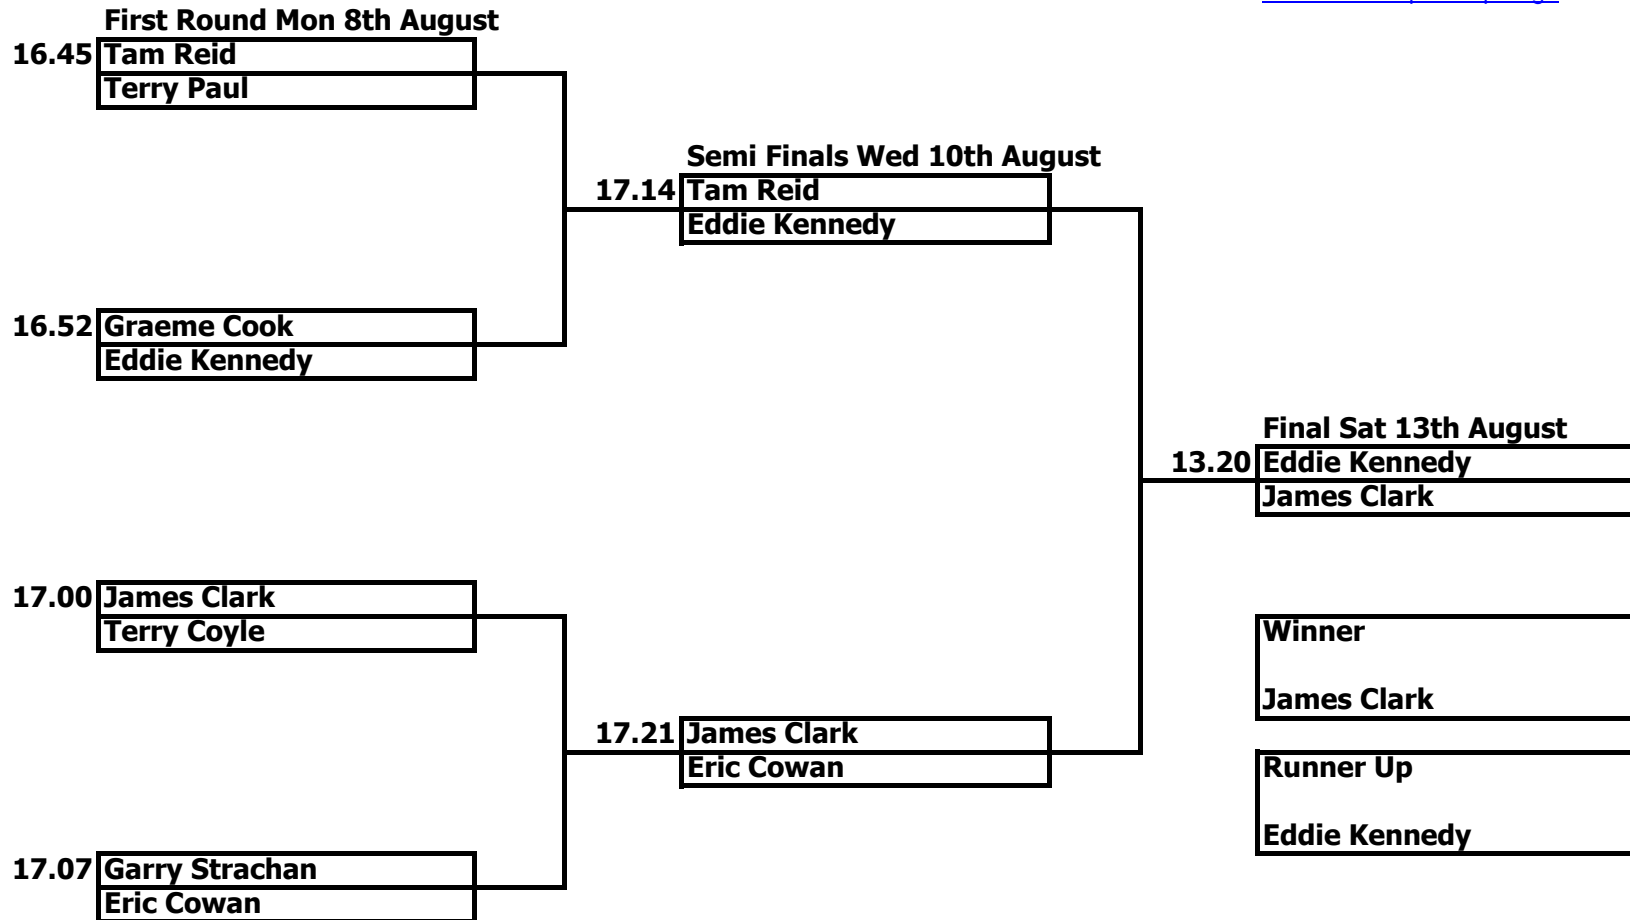 First Round Mon 8th August
16.45 Tam Reid
Terry Paul
Semi Finals Wed 10th August
17.14 Tam Reid
Eddie Kennedy
16.52 Graeme Cook
Eddie Kennedy
Final Sat 13th August
13.20 Eddie Kennedy
James Clark
17.00 James Clark
Terry Coyle
Winner
James Clark
17.21 James Clark
Eric Cowan
Runner Up
Eddie Kennedy
17.07 Garry Strachan
Eric Cowan